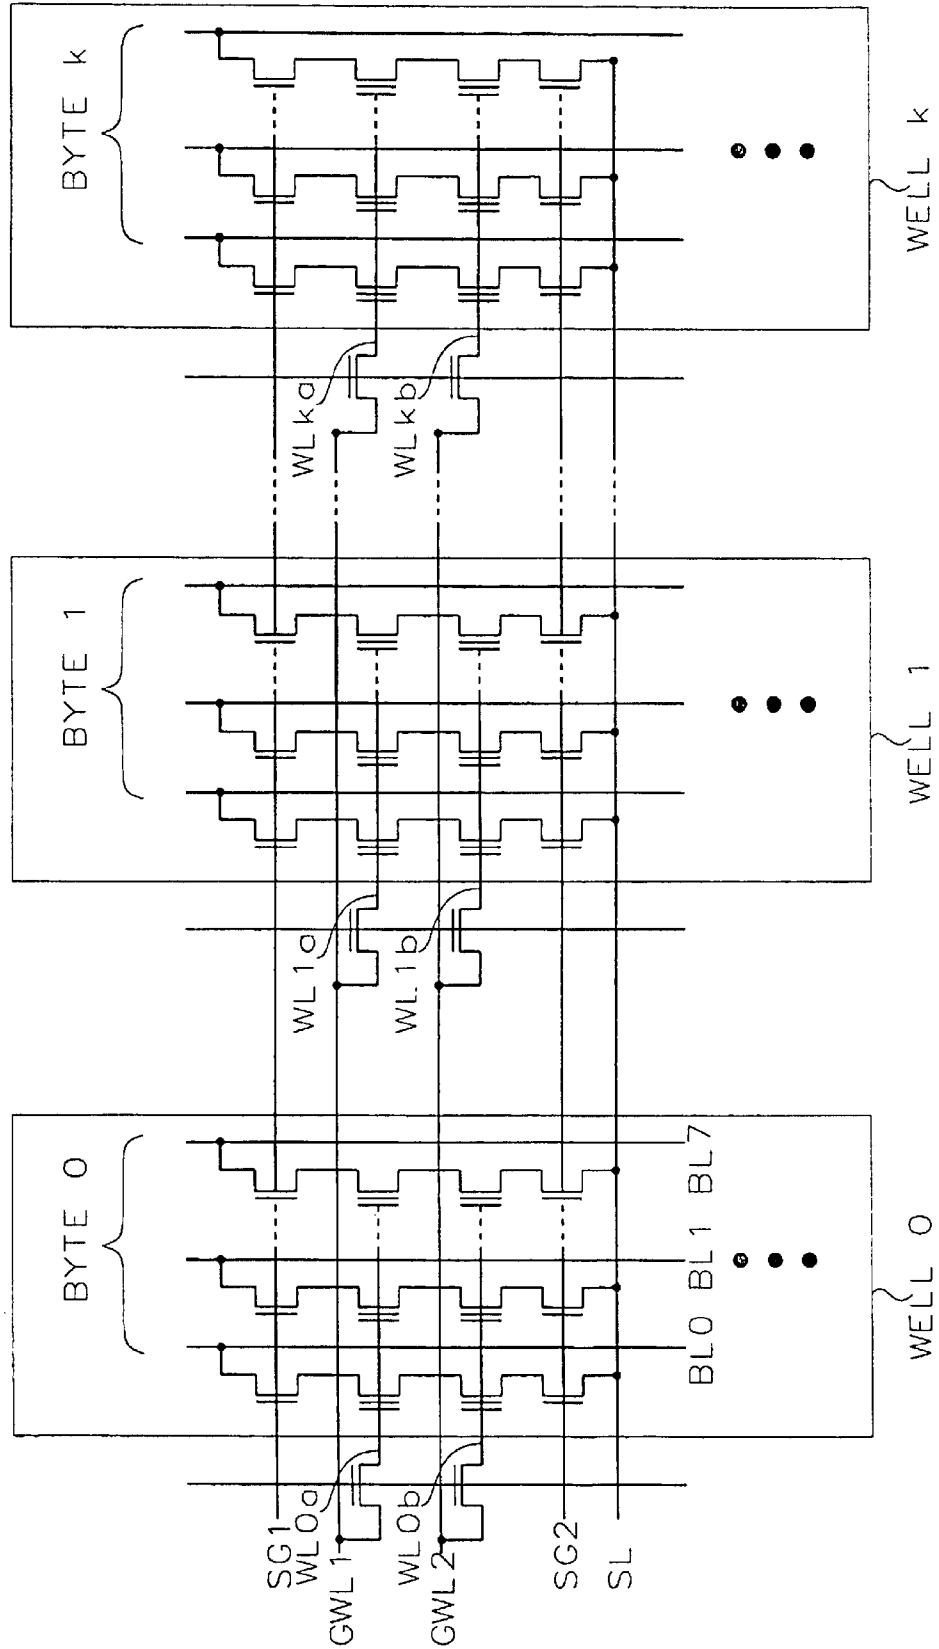 BYTE 0
BYTE 1
BYTE k
SG1
WL0a
GWL1
WL0b
GWL2
SG2
SL
WL1a
WL1b
WLka
WLkb
BL0
BL1
BL7
WELL 0
WELL 1
WELL k